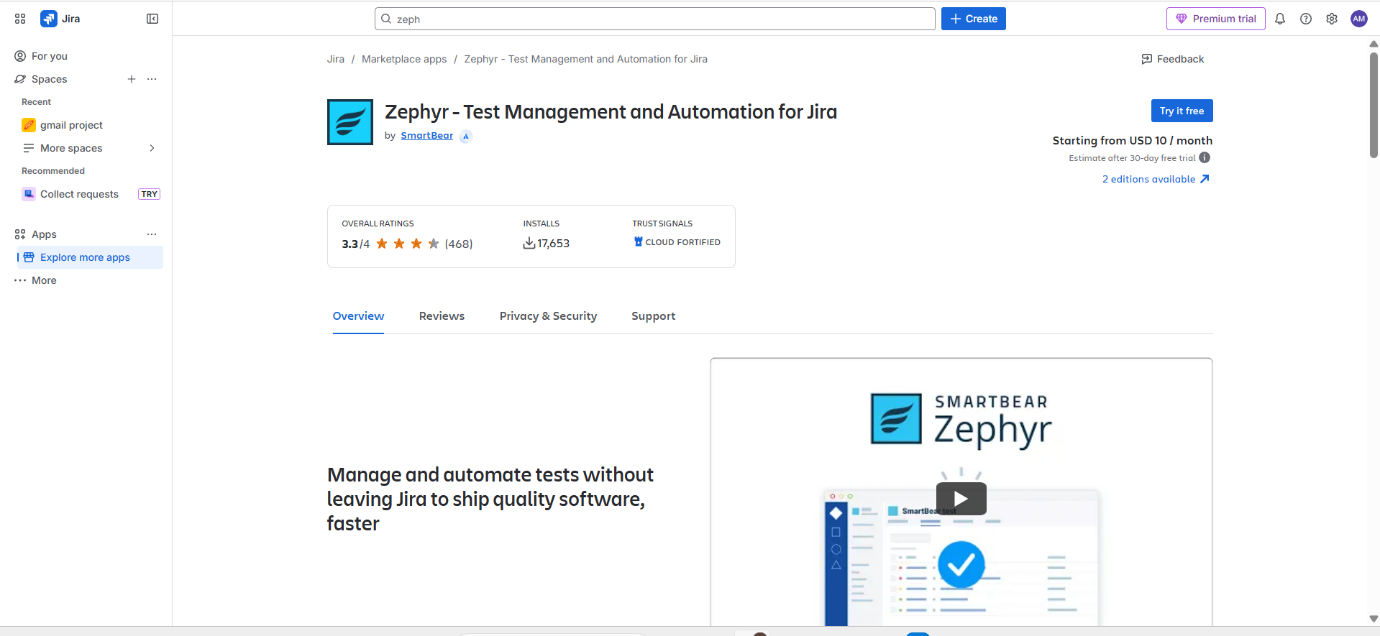 Jira
zeph
Create
Premium trial
AM
For you
Spaces
Recent
gmail project
More spaces
Recommended
Collect requests TRY
Apps
Explore more apps
More
Jira / Marketplace apps / Zephyr - Test Management and Automation for Jira
Feedback
Zephyr - Test Management and Automation for Jira
by SmartBear
Try it free
Starting from USD 10 / month
Estimate after 30-day free trial
2 editions available
OVERALL RATINGS INSTALLS TRUST SIGNALS
3.3/4 (468) 17,653 CLOUD FORTIFIED
Overview Reviews Privacy & Security Support
Manage and automate tests without
leaving Jira to ship quality software,
faster
SMARTBEAR
Zephyr